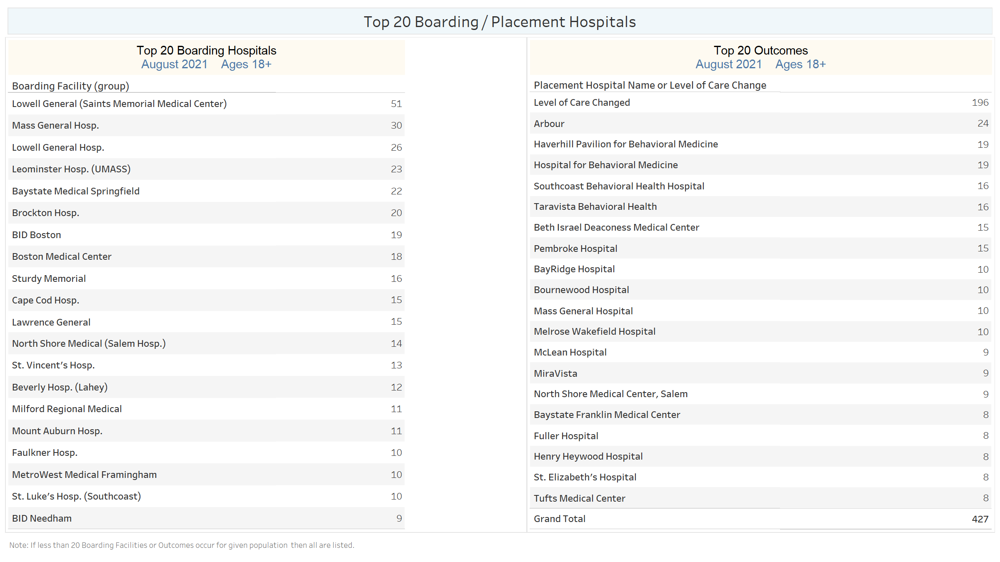 Top 20 Boarding / Placement Hospitals
Top 20 Boarding Hospitals
August 2021 Ages 18+
Boarding Facility (group)
Lowell General (Saints Memorial Medical Center) 51
Mass General Hosp. 30
Lowell General Hosp. 26
Leominster Hosp. (UMASS) 23
Baystate Medical Springfield 22
Brockton Hosp. 20
BID Boston 19
Boston Medical Center 18
Sturdy Memorial 16
Cape Cod Hosp. 15
Lawrence General 15
North Shore Medical (Salem Hosp.) 14
St. Vincent's Hosp. 13
Beverly Hosp. (Lahey) 12
Milford Regional Medical 11
Mount Auburn Hosp. 11
Faulkner Hosp. 10
MetroWest Medical Framingham 10
St. Luke's Hosp. (Southcoast) 10
BID Needham 9
Top 20 Outcomes
August 2021 Ages 18+
Placement Hospital Name or Level of Care Change
Level of Care Changed 196
Arbour 24
Haverhill Pavilion for Behavioral Medicine 19
Hospital for Behavioral Medicine 19
Southcoast Behavioral Health Hospital 16
Taravista Behavioral Health 16
Beth Israel Deaconess Medical Center 15
Pembroke Hospital 15
BayRidge Hospital 10
Bournewood Hospital 10
Mass General Hospital 10
Melrose Wakefield Hospital 10
McLean Hospital 9
MiraVista 9
North Shore Medical Center, Salem 9
Baystate Franklin Medical Center 8
Fuller Hospital 8
Henry Heywood Hospital 8
St. Elizabeth's Hospital 8
Tufts Medical Center 8
Grand Total 427
Note: If less than 20 Boarding Facilities or Outcomes occur for given population then all are listed.